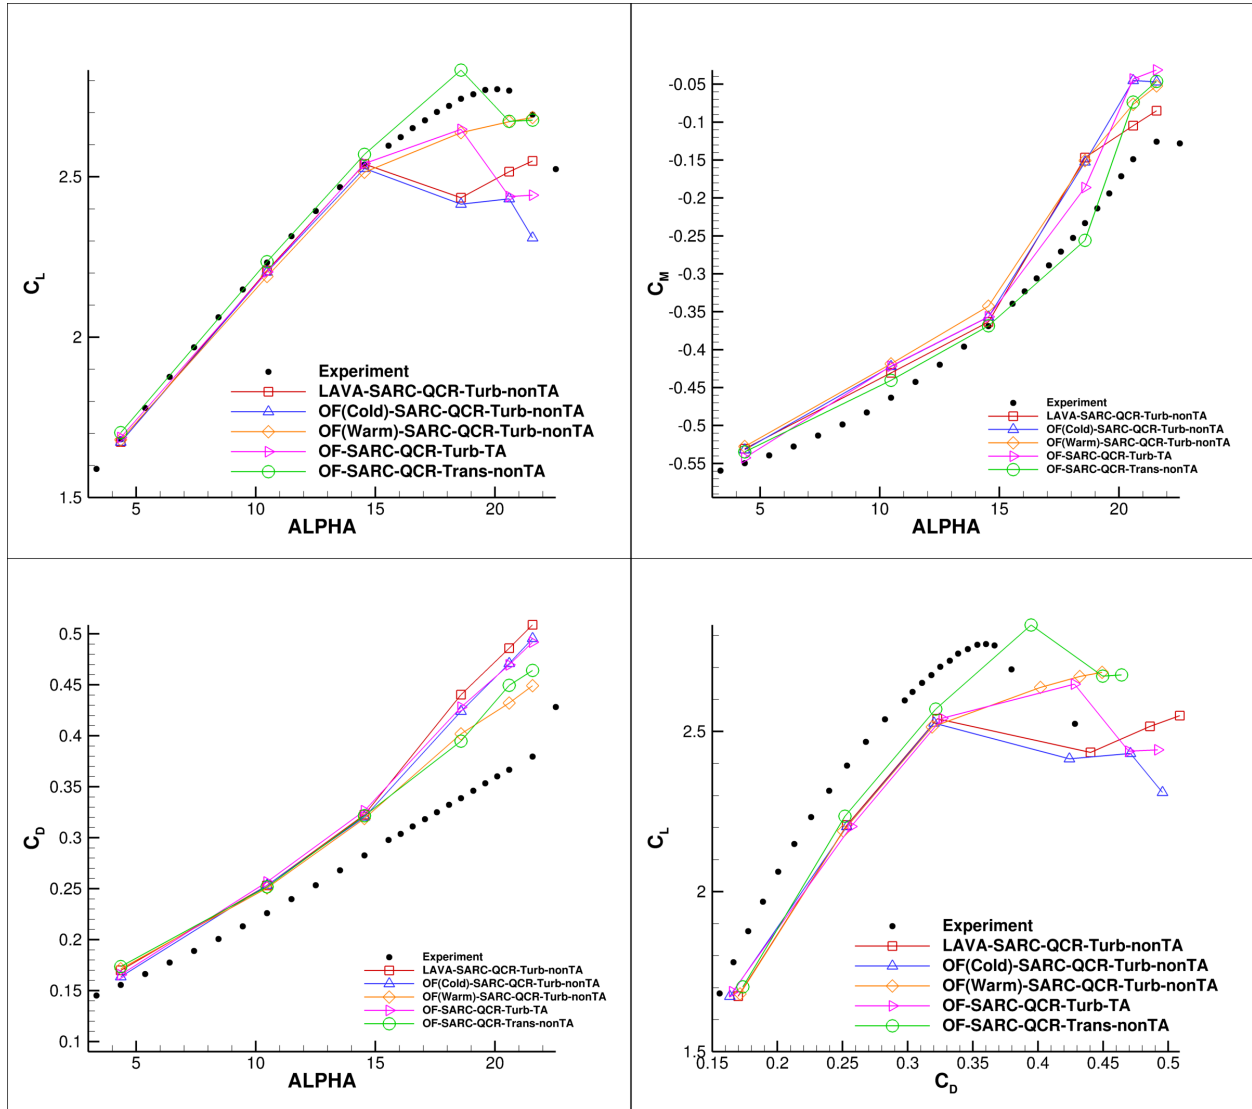 C_L
2.5
2
1.5
5
10
15
20
ALPHA
Experiment
LAVA-SARC-QCR-Turb-nonTA
OF(Cold)-SARC-QCR-Turb-nonTA
OF(Warm)-SARC-QCR-Turb-nonTA
OF-SARC-QCR-Turb-TA
OF-SARC-QCR-Trans-nonTA
C_M
-0.05
-0.1
-0.15
-0.2
-0.25
-0.3
-0.35
-0.4
-0.45
-0.5
-0.55
5
10
15
20
ALPHA
Experiment
LAVA-SARC-QCR-Turb-nonTA
OF(Cold)-SARC-QCR-Turb-nonTA
OF(Warm)-SARC-QCR-Turb-nonTA
OF-SARC-QCR-Turb-TA
OF-SARC-QCR-Trans-nonTA
C_D
0.5
0.45
0.4
0.35
0.3
0.25
0.2
0.15
0.1
5
10
15
20
ALPHA
Experiment
LAVA-SARC-QCR-Turb-nonTA
OF(Cold)-SARC-QCR-Turb-nonTA
OF(Warm)-SARC-QCR-Turb-nonTA
OF-SARC-QCR-Turb-TA
OF-SARC-QCR-Trans-nonTA
C_L
2.5
2
1.5
0.15
0.2
0.25
0.3
0.35
0.4
0.45
0.5
C_D
Experiment
LAVA-SARC-QCR-Turb-nonTA
OF(Cold)-SARC-QCR-Turb-nonTA
OF(Warm)-SARC-QCR-Turb-nonTA
OF-SARC-QCR-Turb-TA
OF-SARC-QCR-Trans-nonTA